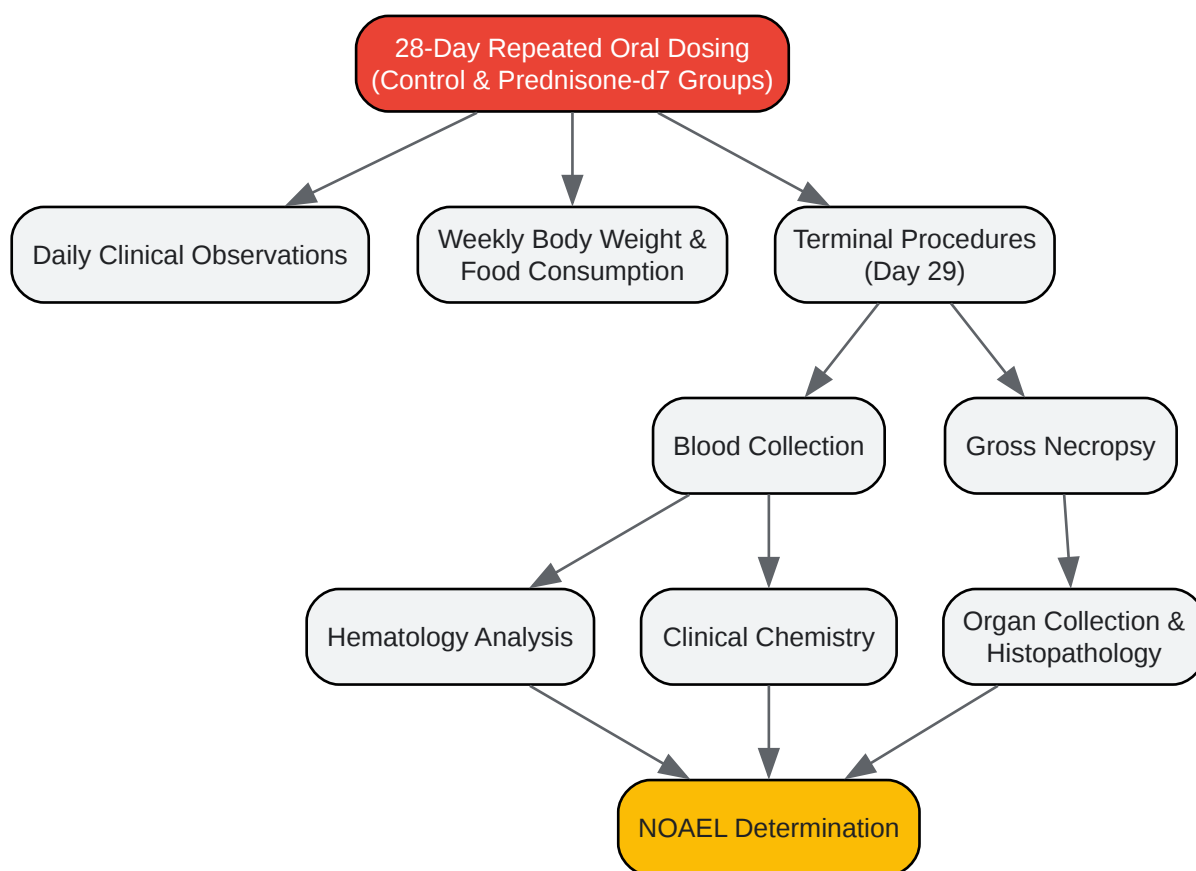 28-Day Repeated Oral Dosing
(Control & Prednisone-d7 Groups)
Daily Clinical Observations
Weekly Body Weight &
Food Consumption
Terminal Procedures
(Day 29)
Blood Collection
Gross Necropsy
Hematology Analysis
Clinical Chemistry
Organ Collection &
Histopathology
NOAEL Determination